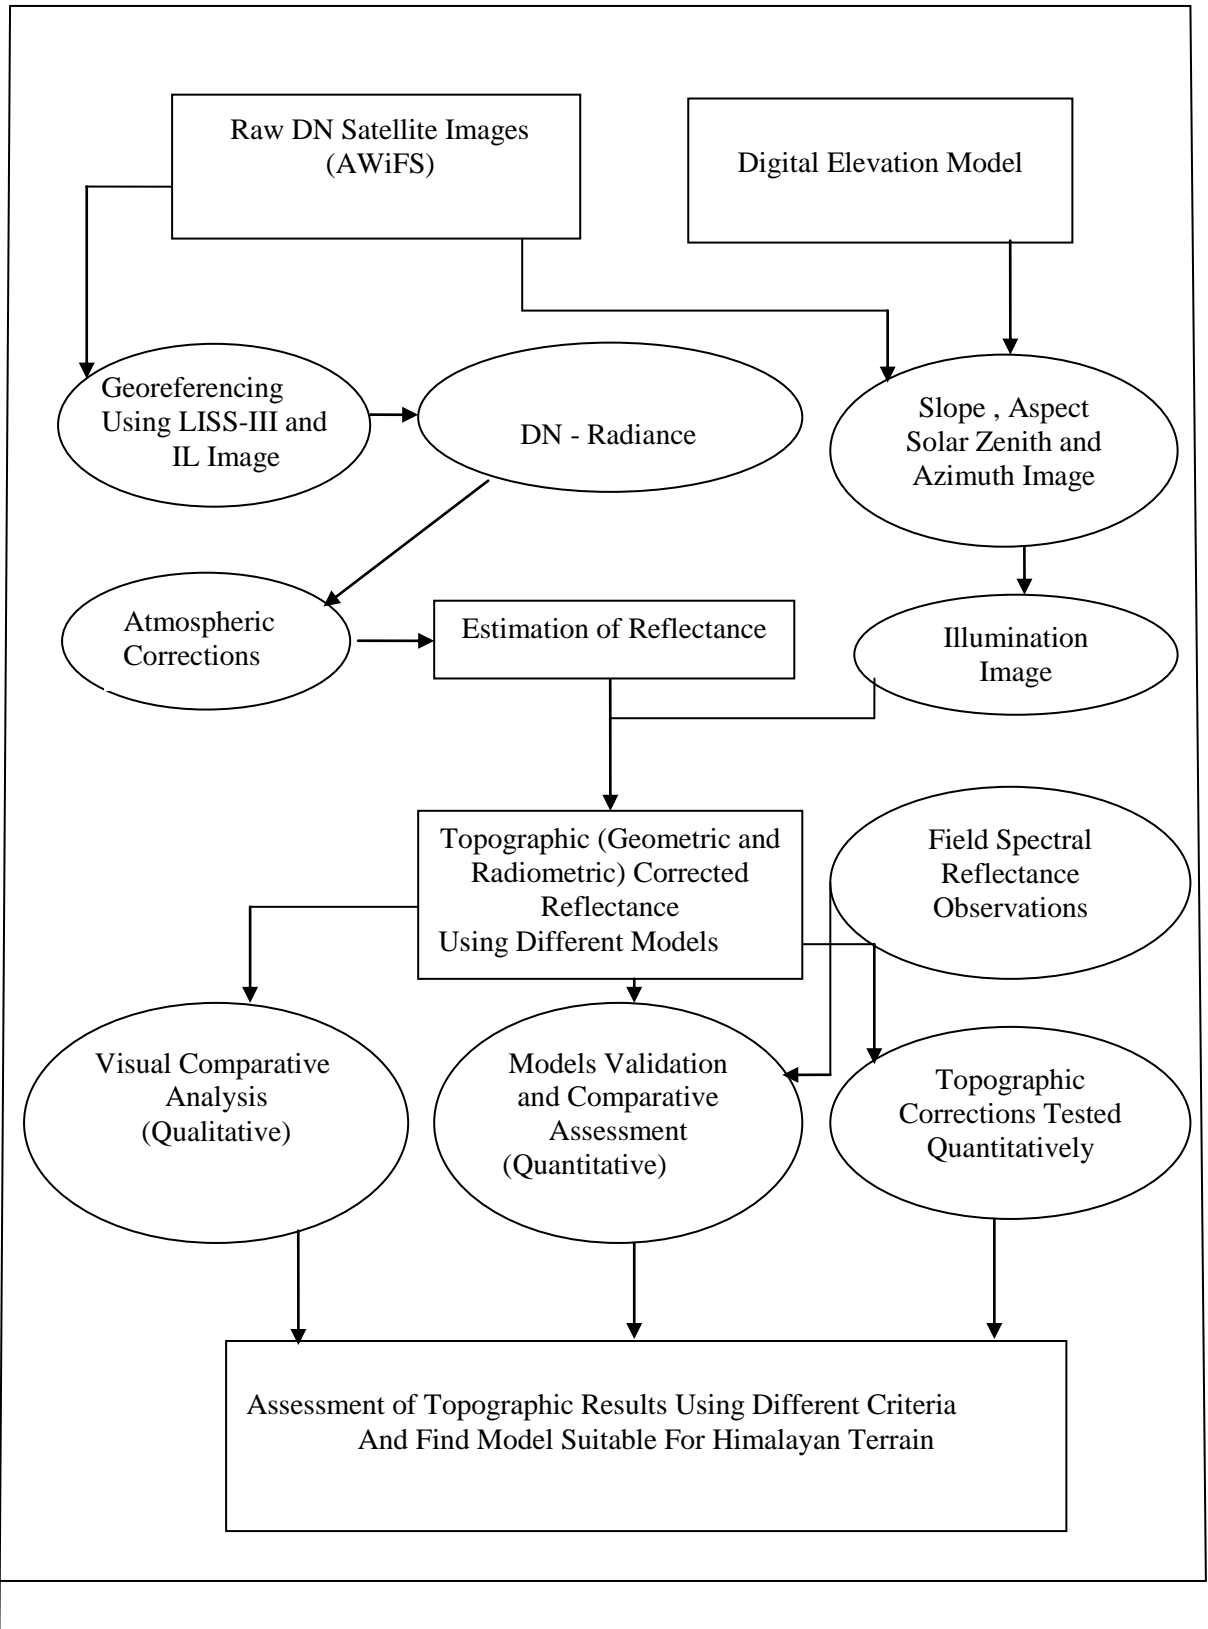 Raw DN Satellite Images
(AWiFS)
Digital Elevation Model
Georeferencing
Using LISS-III and
IL Image
DN - Radiance
Slope , Aspect
Solar Zenith and
Azimuth Image
Atmospheric
Corrections
Estimation of Reflectance
Illumination
Image
Topographic (Geometric and
Radiometric) Corrected
Reflectance
Using Different Models
Field Spectral
Reflectance
Observations
Visual Comparative
Analysis
(Qualitative)
Models Validation
and Comparative
Assessment
(Quantitative)
Topographic
Corrections Tested
Quantitatively
Assessment of Topographic Results Using Different Criteria
And Find Model Suitable For Himalayan Terrain